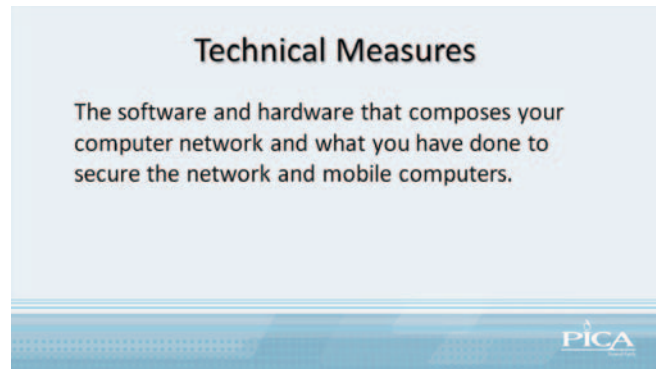 Technical Measures
The software and hardware that composes your
computer network and what you have done to
secure the network and mobile computers.
PICA